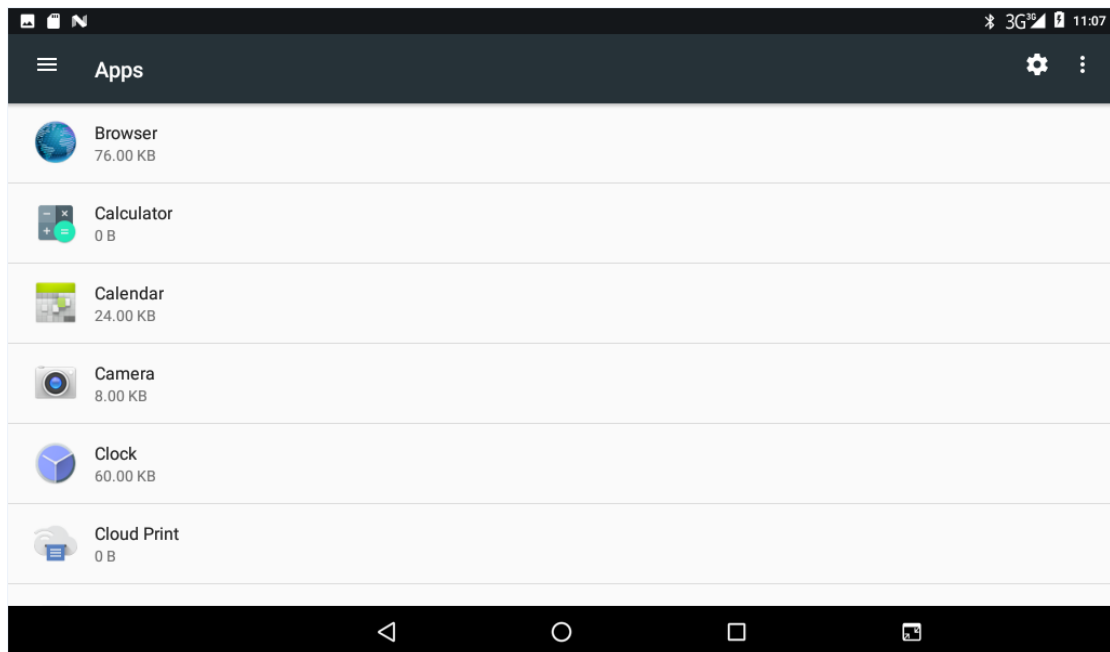 3G 3G 11:07
Apps
Browser
76.00 KB
Calculator
0 B
Calendar
24.00 KB
Camera
8.00 KB
Clock
60.00 KB
Cloud Print
0 B